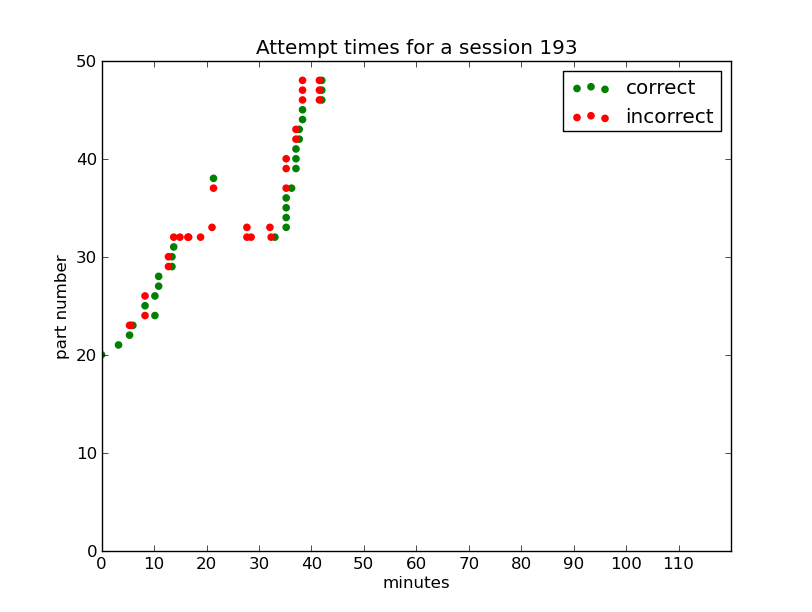 Attempt times for a session 193
50
correct
incorrect
40
30
part number
20
10
0
0 10 20 30 40 50 60 70 80 90 100 110
minutes